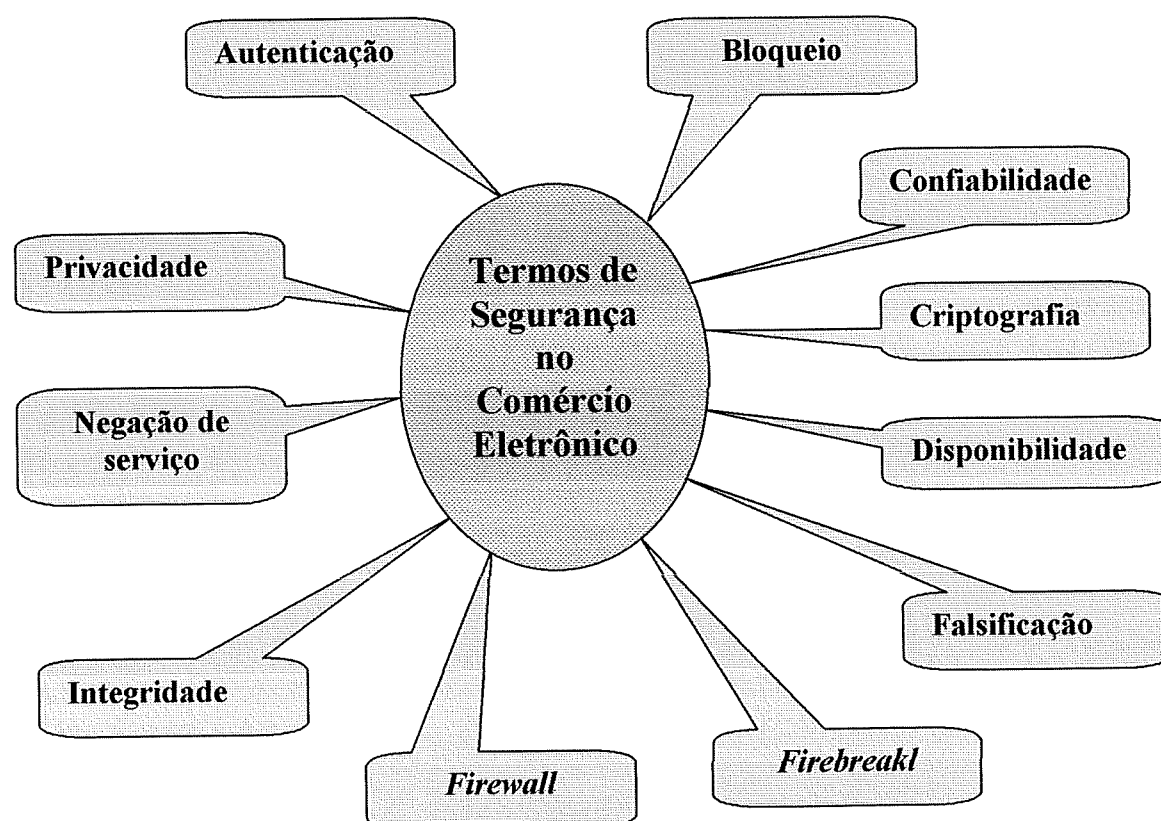 Autenticação
Bloqueio
Confiabilidade
Privacidade
Termos de
Segurança
no
Comércio
Eletrônico
Criptografia
Negação de
serviço
Disponibilidade
Falsificação
Integridade
Firewall
Firebreakl